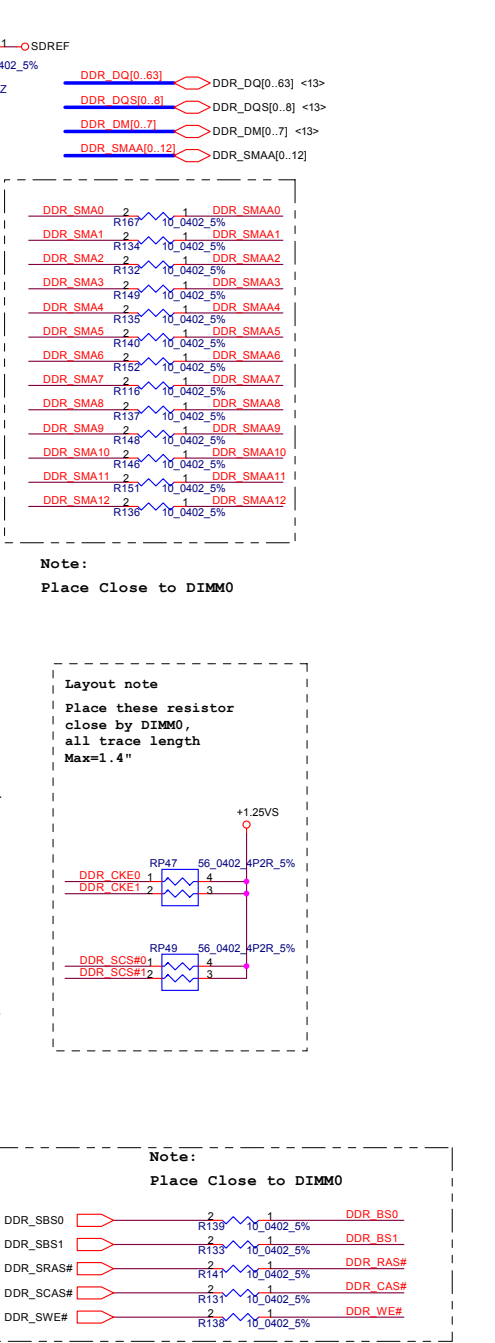 1 SDREF
402_5%
Z
DDR_DQ[0..63] DDR_DQ[0..63] <13>
DDR_DQS[0..8] DDR_DQS[0..8] <13>
DDR_DM[0..7] DDR_DM[0..7] <13>
DDR_SMAA[0..12] DDR_SMAA[0..12]
DDR_SMA0 2 1 DDR_SMAA0
R167 10_0402_5%
DDR_SMA1 2 1 DDR_SMAA1
R134 10_0402_5%
DDR_SMA2 2 1 DDR_SMAA2
R132 10_0402_5%
DDR_SMA3 2 1 DDR_SMAA3
R149 10_0402_5%
DDR_SMA4 2 1 DDR_SMAA4
R135 10_0402_5%
DDR_SMA5 2 1 DDR_SMAA5
R140 10_0402_5%
DDR_SMA6 2 1 DDR_SMAA6
R152 10_0402_5%
DDR_SMA7 2 1 DDR_SMAA7
R116 10_0402_5%
DDR_SMA8 2 1 DDR_SMAA8
R137 10_0402_5%
DDR_SMA9 2 1 DDR_SMAA9
R148 10_0402_5%
DDR_SMA10 2 1 DDR_SMAA10
R146 10_0402_5%
DDR_SMA11 2 1 DDR_SMAA11
R151 10_0402_5%
DDR_SMA12 2 1 DDR_SMAA12
R136 10_0402_5%
Note:
Place Close to DIMM0
Layout note
Place these resistor
close by DIMM0,
all trace length
Max=1.4"
+1.25VS
RP47 56_0402_4P2R_5%
DDR_CKE0 1 4
DDR_CKE1 2 3
RP49 56_0402_4P2R_5%
DDR_SCS#0 1 4
DDR_SCS#1 2 3
Note:
Place Close to DIMM0
DDR_SBS0 2 1 DDR_BS0
R139 10_0402_5%
DDR_SBS1 2 1 DDR_BS1
R133 10_0402_5%
DDR_SRAS# 2 1 DDR_RAS#
R141 10_0402_5%
DDR_SCAS# 2 1 DDR_CAS#
R131 10_0402_5%
DDR_SWE# 2 1 DDR_WE#
R138 10_0402_5%